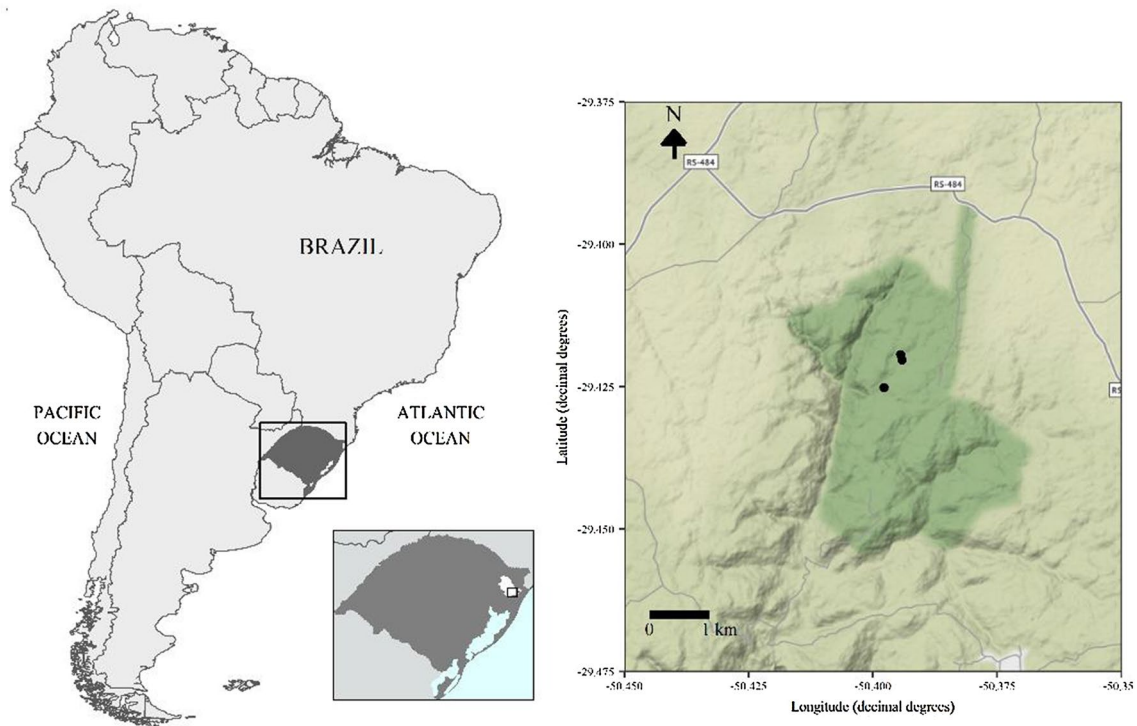 BRAZIL
PACIFIC
OCEAN
ATLANTIC
OCEAN
-29.375
-29.400
-29.425
-29.450
-29.475
Latitude (decimal degrees)
N
RS-484
RS-484
0 1 km
-50.450
-50.425
-50.400
-50.375
-50.35
Longitude (decimal degrees)